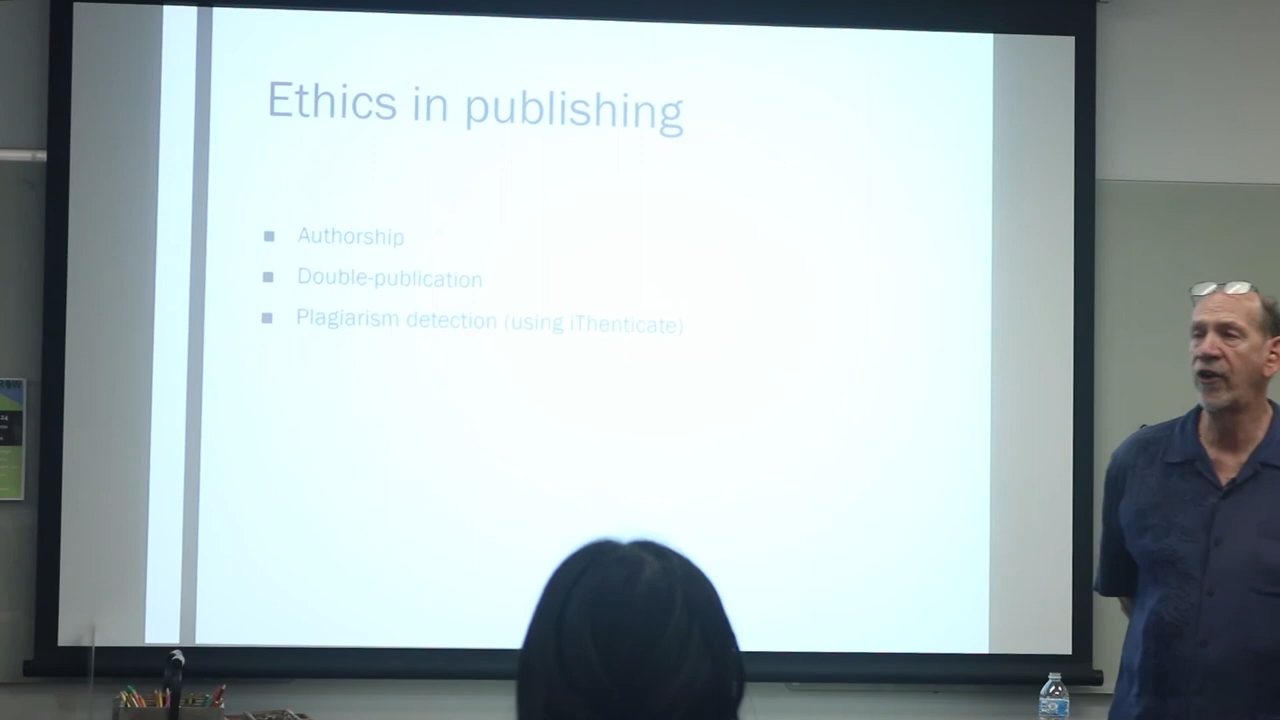 Ethics in publishing
Authorship
Double-publication
Plagiarism detection (using iThenticate)